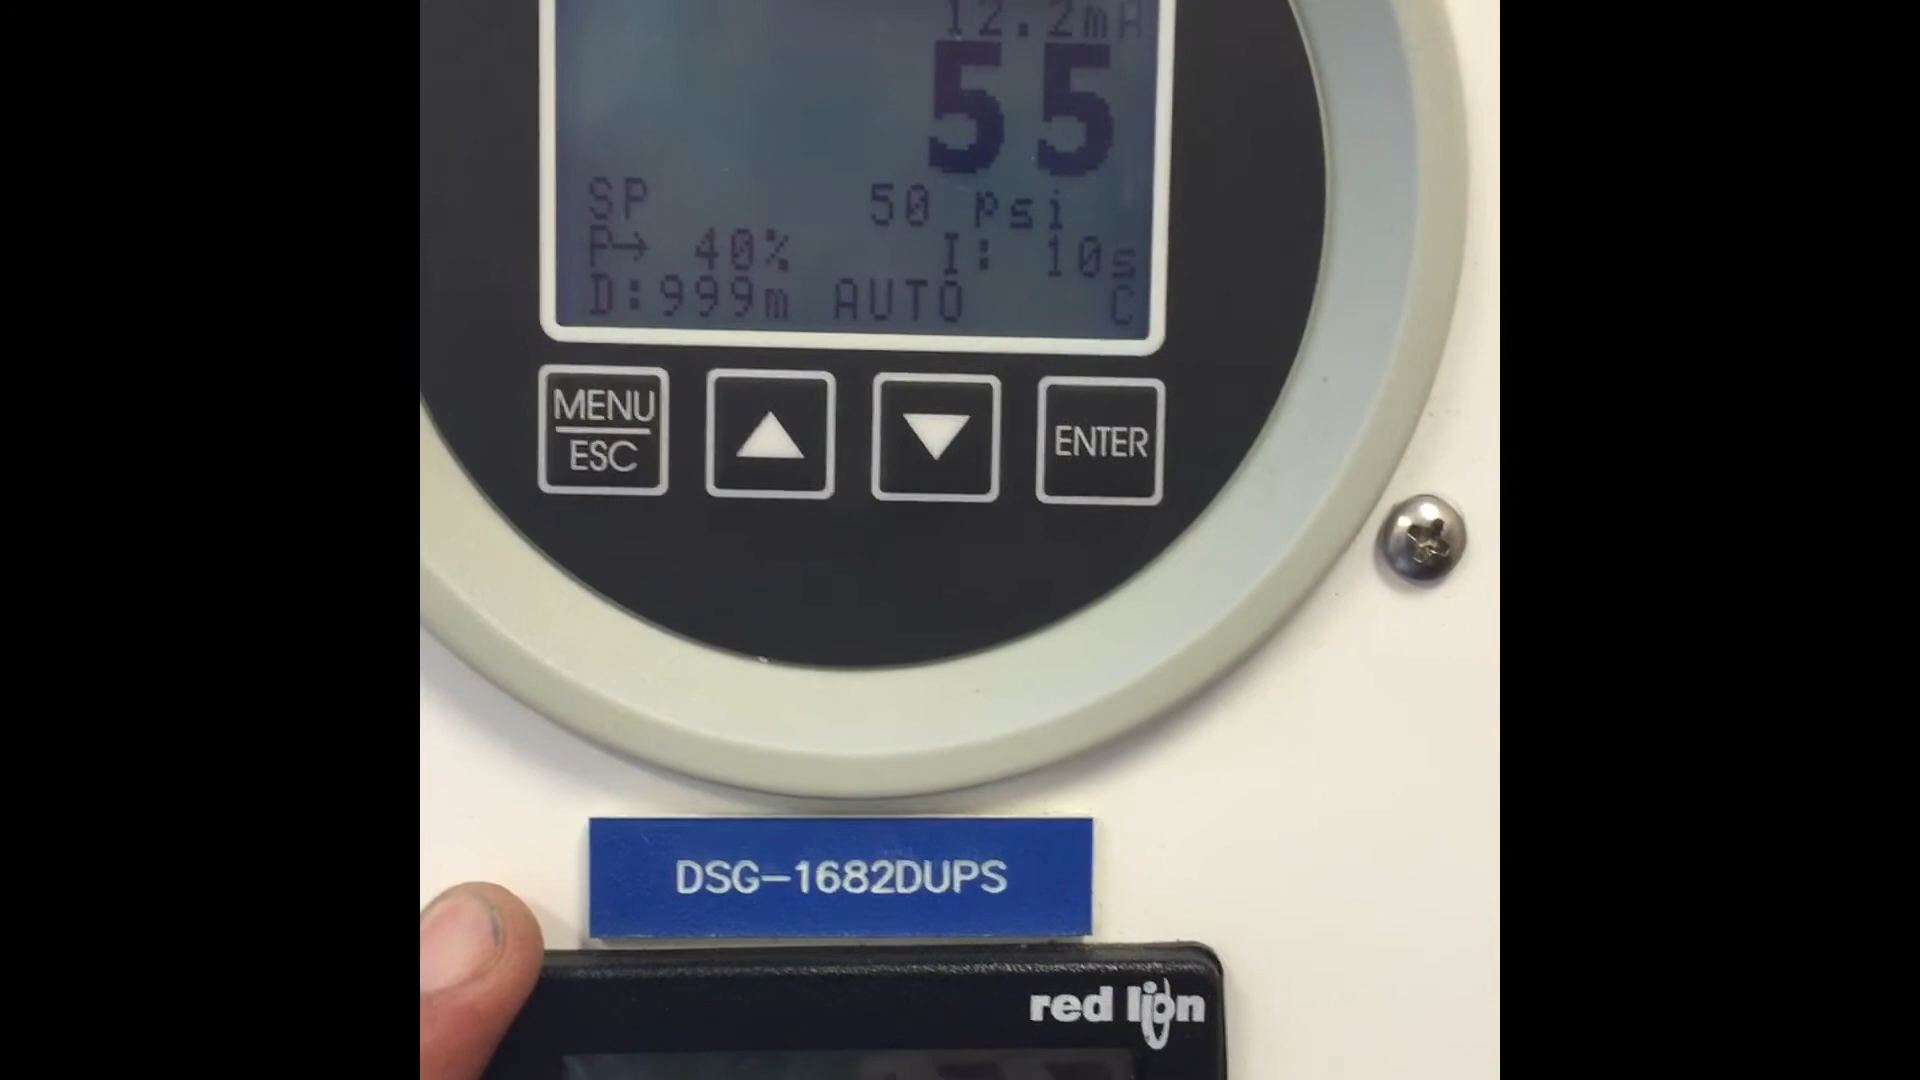 12.2mA
55
SP 50 psi
P→ 40% I: 10s
D:999m AUTO C
MENU
ESC
ENTER
DSG-1682DUPS
red lion